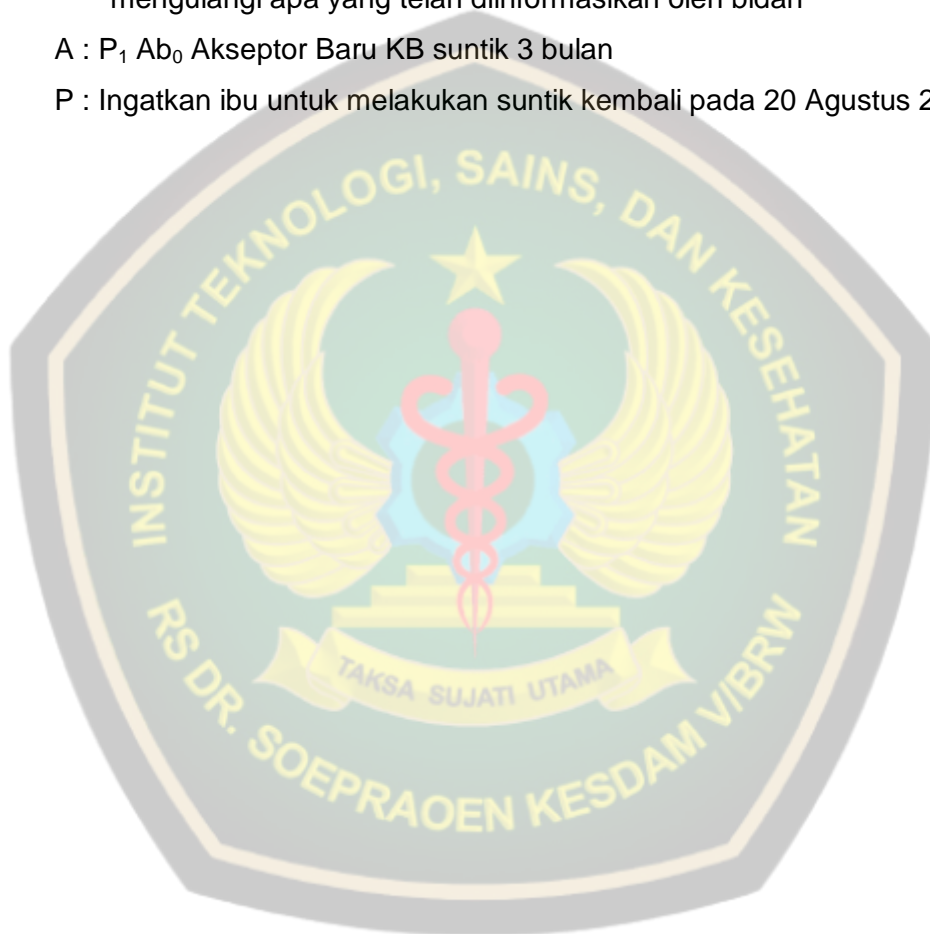 mengulangi apa yang telah diinformasikan oleh bidan
A : P₁ Ab₀ Akseptor Baru KB suntik 3 bulan
P : Ingatkan ibu untuk melakukan suntik kembali pada 20 Agustus 2
INSTITUT TEKNOLOGI, SAINS, DAN KESEHATAN
TAKSA SUJATI UTAMA
RS DR. SOEPRAOEN KESDAM V/BRW